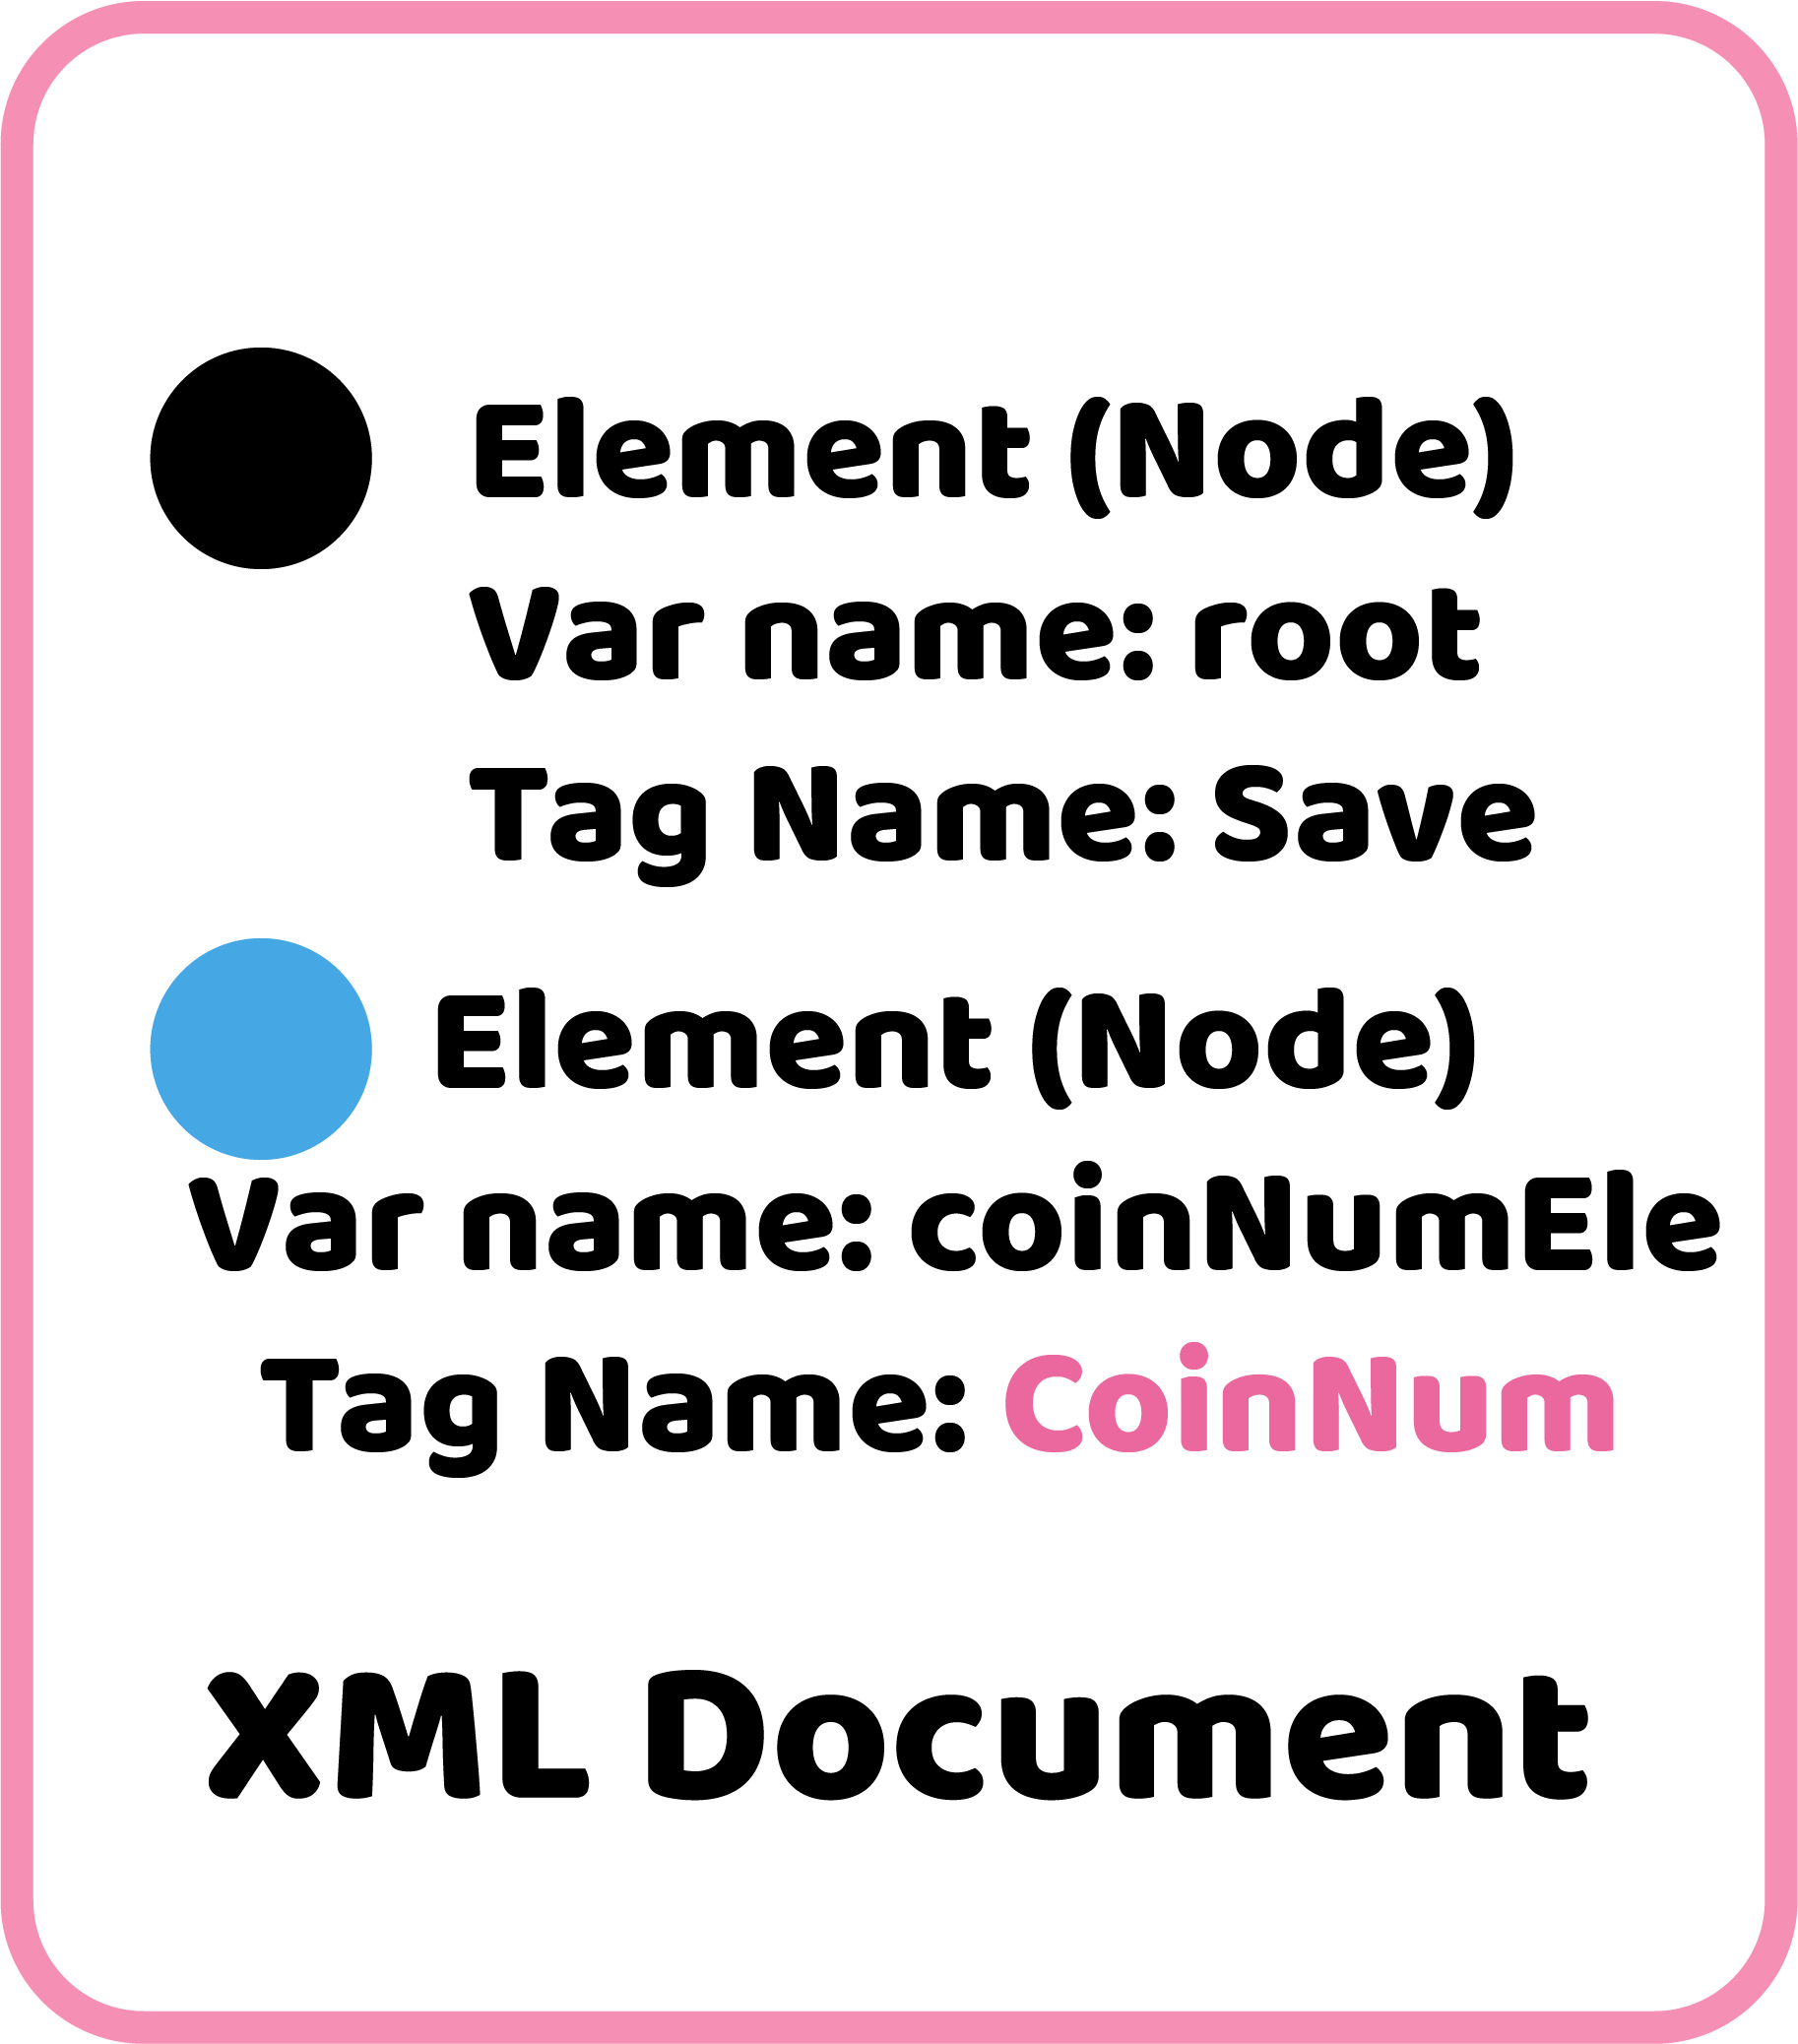 Element (Node)
Var name: root
Tag Name: Save
Element (Node)
Var name: coinNumEle
Tag Name: CoinNum
XML Document